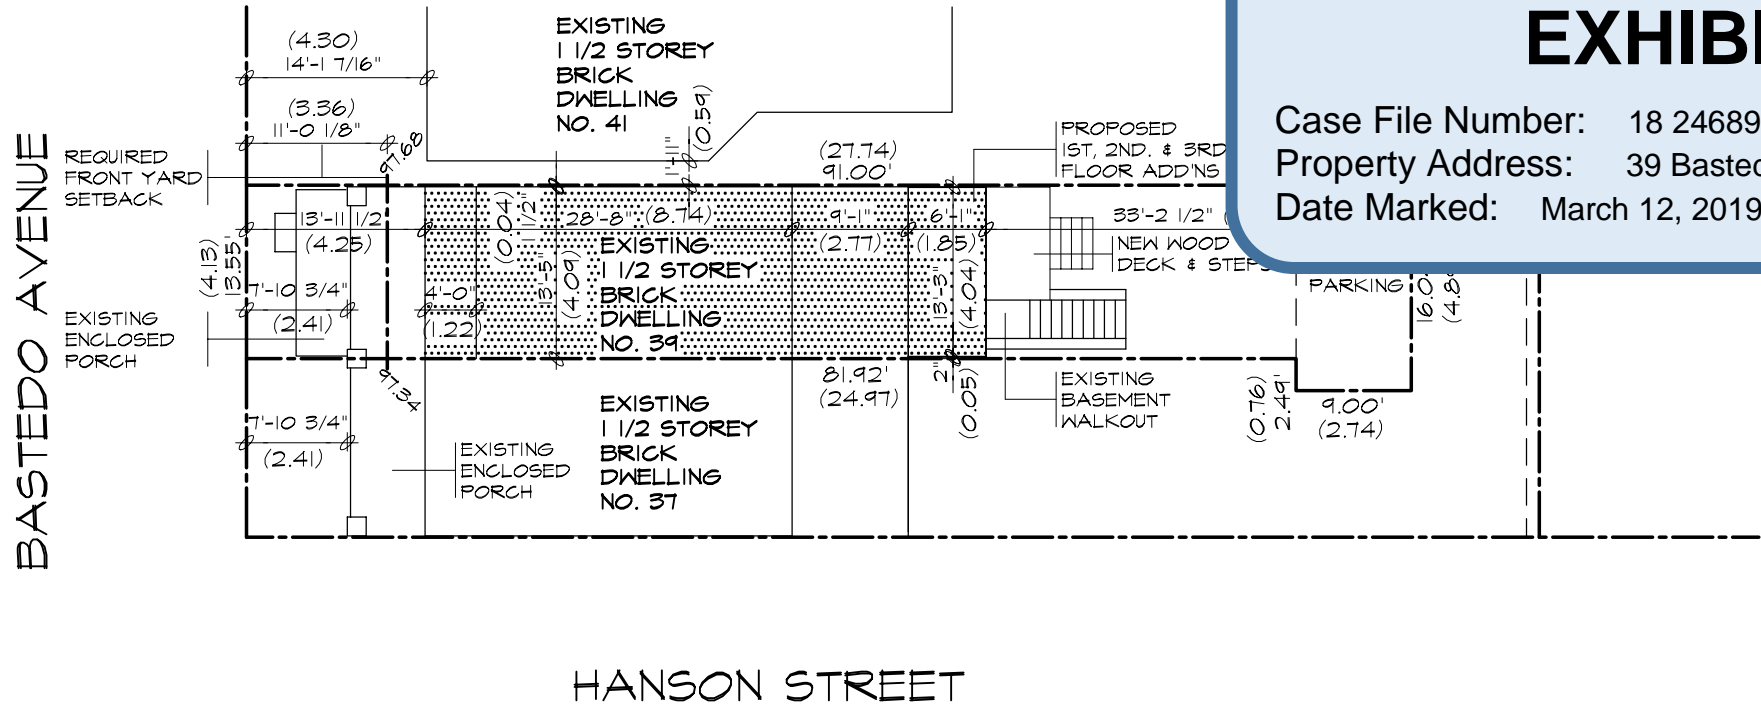 EXHIBI
Case File Number: 18 24689
Property Address: 39 Basted
Date Marked: March 12, 2019
(4.30)
14'-1 7/16"
(3.36)
11'-0 1/8"
EXISTING
1 1/2 STOREY
BRICK
DWELLING
NO. 41
1'-11"
(0.59)
97.68
(27.74)
91.00'
PROPOSED
1ST, 2ND. & 3RD
FLOOR ADD'NS
REQUIRED
FRONT YARD
SETBACK
BASTEDO AVENUE
13'-11 1/2
(4.25)
(0.04)
1 1/2"
28'-8" (8.74)
9'-1"
(2.77)
6'-1"
(1.85)
33'-2 1/2" (
NEW WOOD
DECK & STEPS
(4.13)
13.55'
EXISTING
1 1/2 STOREY
BRICK
DWELLING
NO. 39
13'-5"
(4.09)
13'-3"
(4.04)
PARKING
7'-10 3/4"
(2.41)
4'-0"
(1.22)
EXISTING
ENCLOSED
PORCH
97.34
81.92'
(24.97)
2"
(0.05)
EXISTING
BASEMENT
WALKOUT
(0.76)
2.49'
9.00'
(2.74)
EXISTING
1 1/2 STOREY
BRICK
DWELLING
NO. 37
7'-10 3/4"
(2.41)
EXISTING
ENCLOSED
PORCH
HANSON STREET